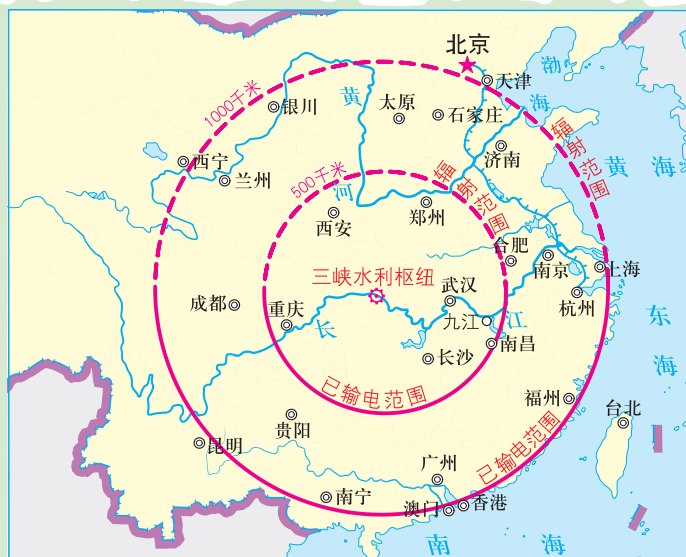 北京
天津
渤
海
1000千米
银川
黄
太原
石家庄
辐射范围
济南
黄海
西宁
兰州
500千米
河
辐射范围
西安
郑州
合肥
南京
上海
三峡水利枢纽
武汉
杭州
成都
重庆
九江
江
长
南昌
东
海
长沙
已输电范围
福州
台北
贵阳
昆明
已输电范围
广州
南宁
澳门
香港
南海